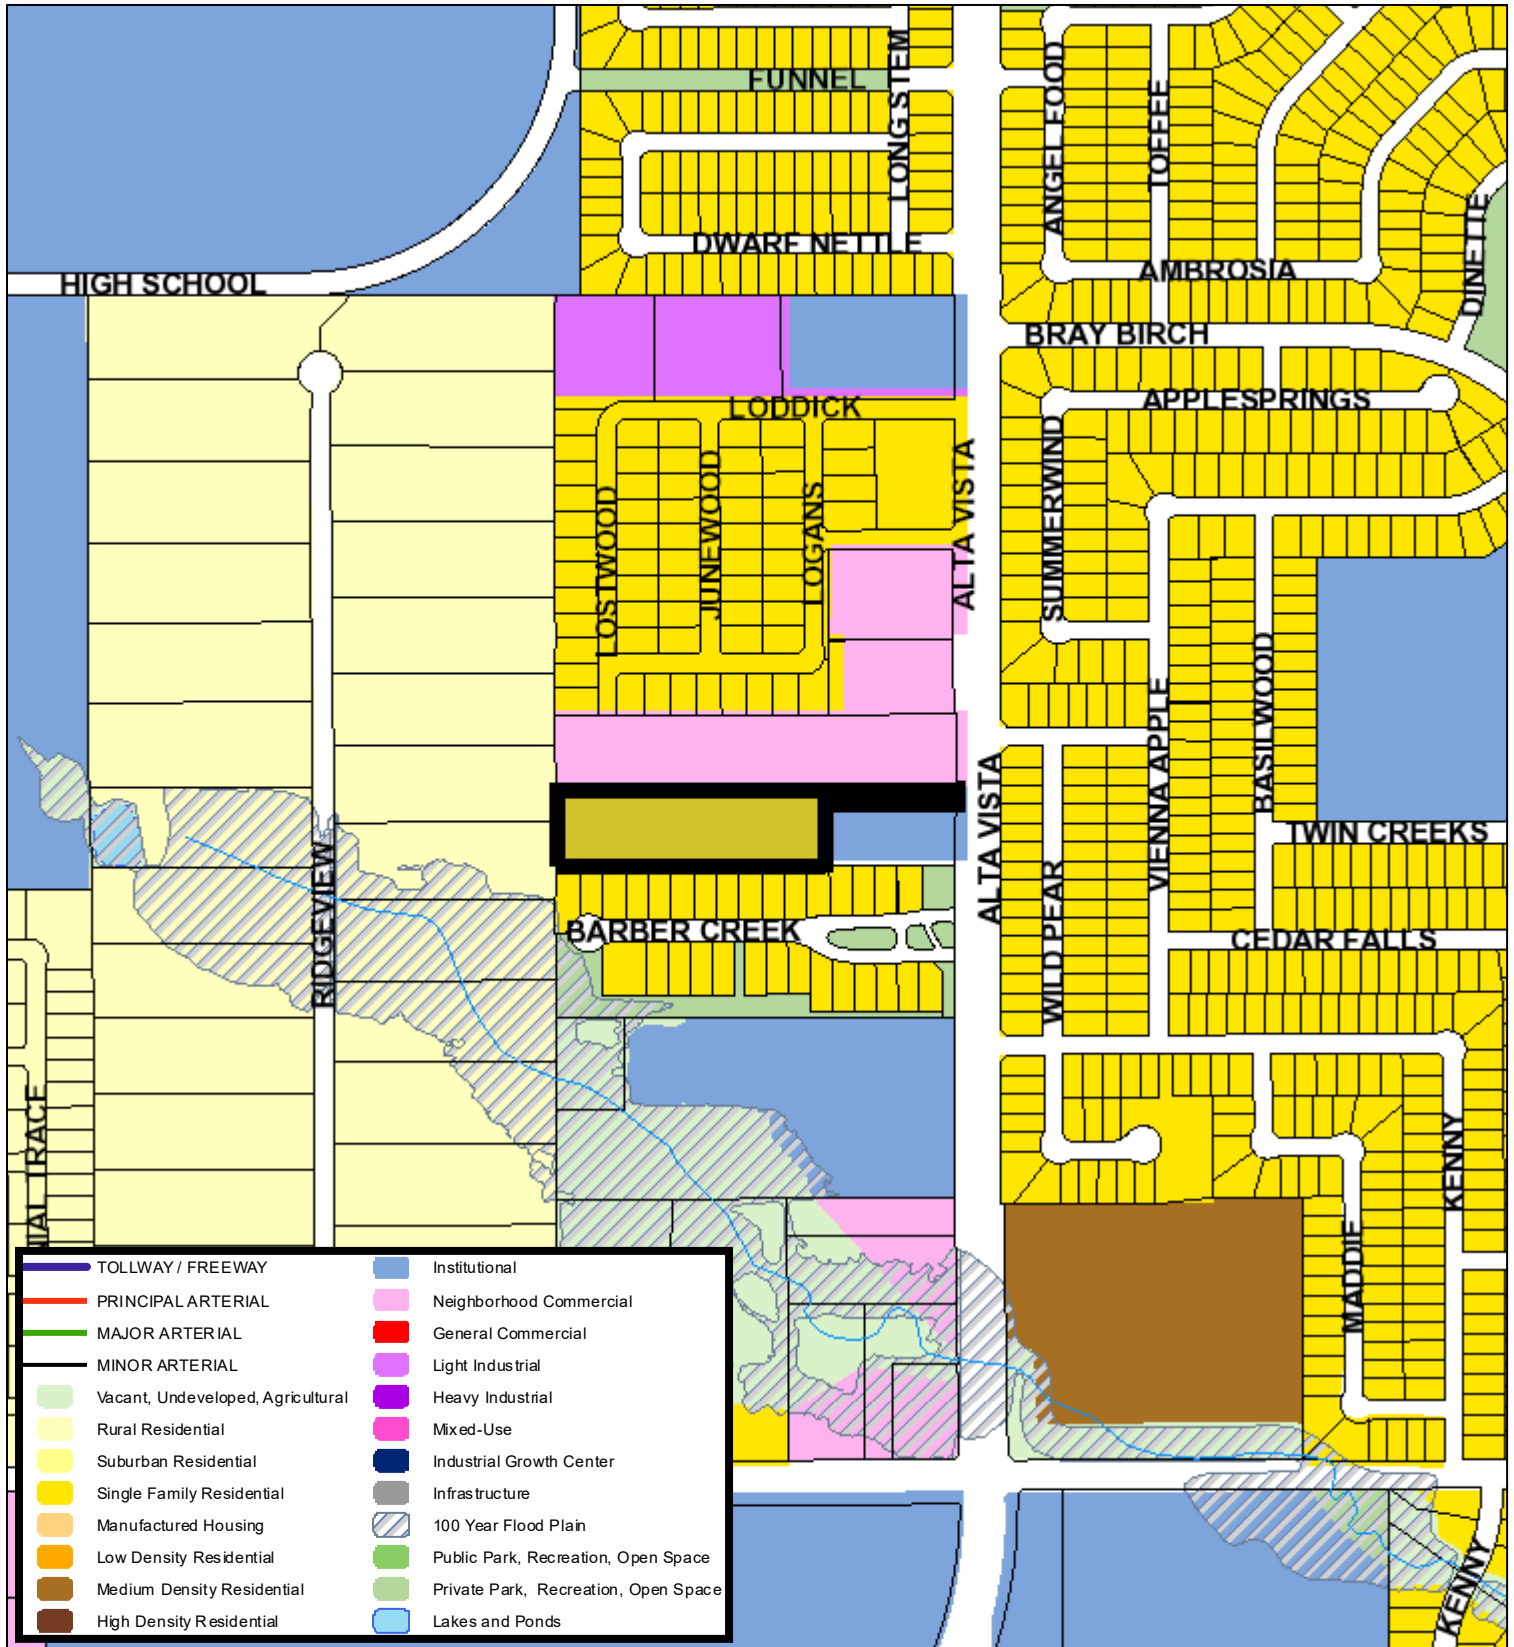 FUNNEL
LONG STEM
ANGEL FOOD
TOFFEE
DWARF NETTLE
AMBROSIA
DINETTE
HIGH SCHOOL
BRAY BIRCH
APPLESPRINGS
LODDICK
ALTA VISTA
SUMMERWIND
LOSTWOOD
JUNEWOOD
LOGANS
VIENNA APPLE
BASILWOOD
ALTA VISTA
TWIN CREEKS
RIDGEVIEW
WILD PEAR
BARBER CREEK
CEDAR FALLS
NIAL TRACE
KENNY
MADDIE
KENNY
TOLLWAY / FREEWAY
PRINCIPAL ARTERIAL
MAJOR ARTERIAL
MINOR ARTERIAL
Vacant, Undeveloped, Agricultural
Rural Residential
Suburban Residential
Single Family Residential
Manufactured Housing
Low Density Residential
Medium Density Residential
High Density Residential
Institutional
Neighborhood Commercial
General Commercial
Light Industrial
Heavy Industrial
Mixed-Use
Industrial Growth Center
Infrastructure
100 Year Flood Plain
Public Park, Recreation, Open Space
Private Park, Recreation, Open Space
Lakes and Ponds